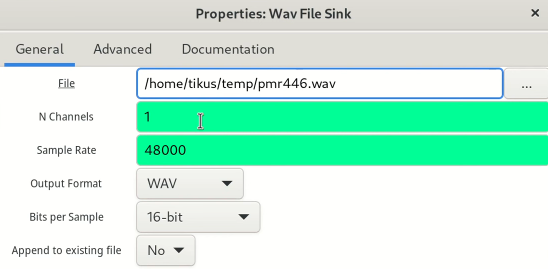 Properties: Wav File Sink
General Advanced Documentation
File /home/tikus/temp/pmr446.wav ...
N Channels 1
Sample Rate 48000
Output Format WAV
Bits per Sample 16-bit
Append to existing file No